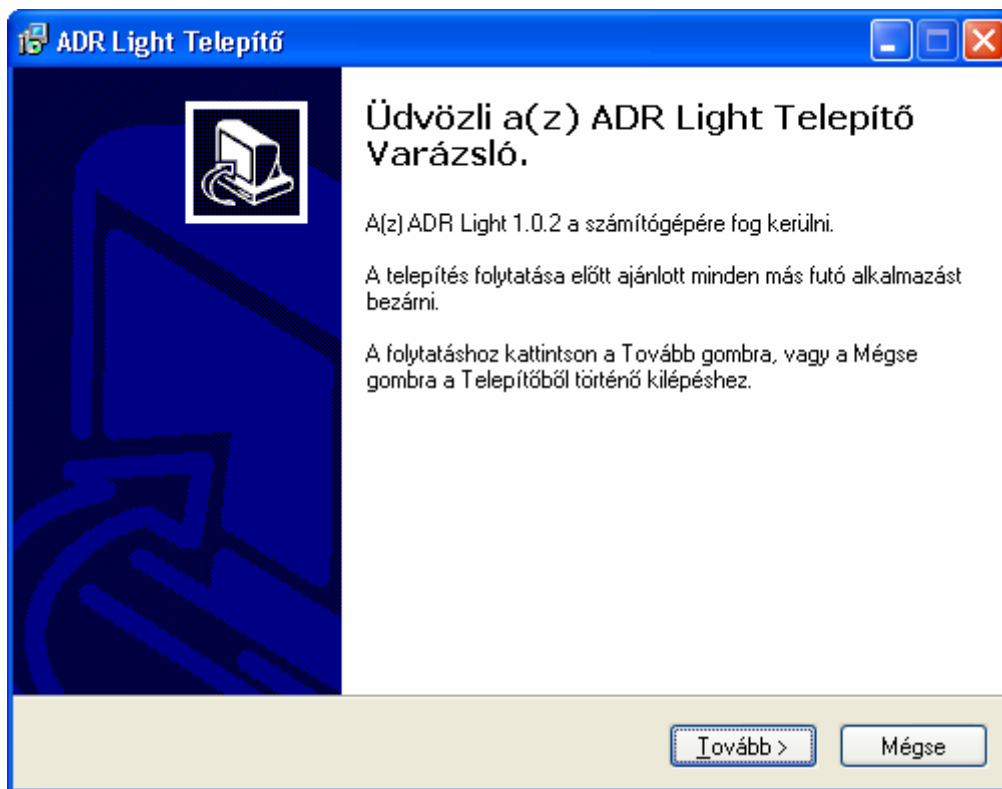 ADR Light Telepítő
Üdvözli a(z) ADR Light Telepítő
Varázsló.
A(z) ADR Light 1.0.2 a számítógépére fog kerülni.
A telepítés folytatása előtt ajánlott minden más futó alkalmazást
bezárni.
A folytatáshoz kattintson a Tovább gombra, vagy a Mégse
gombra a Telepítőből történő kilépéshez.
Tovább > Mégse